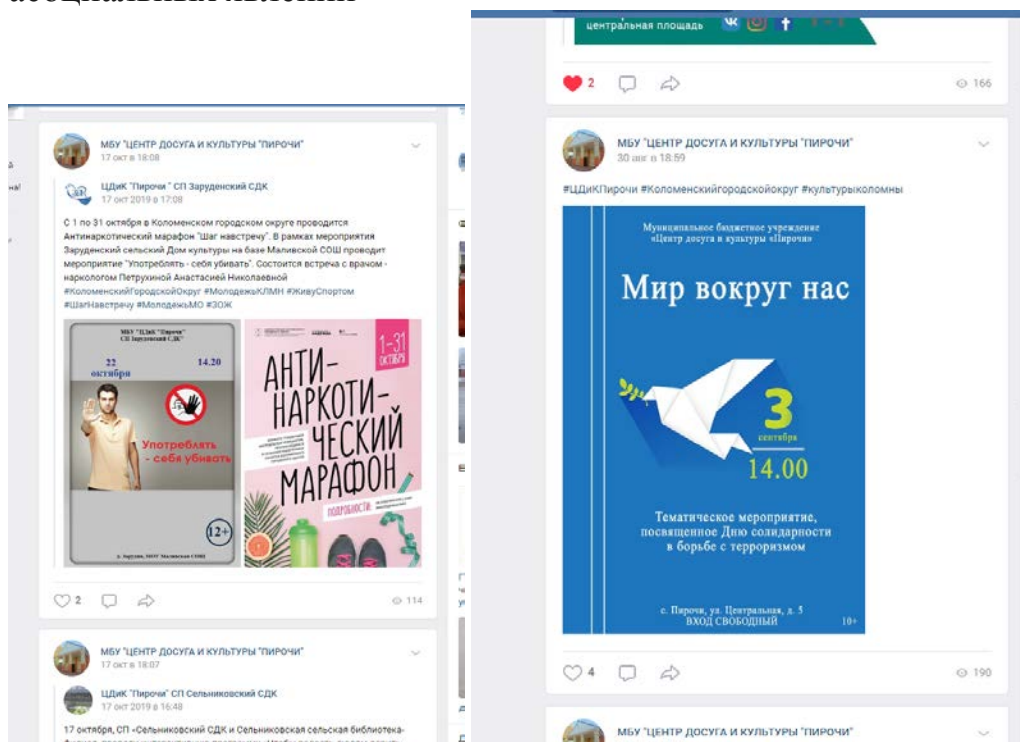 асоциальных явлений
МБУ "ЦЕНТР ДОСУГА И КУЛЬТУРЫ "ПИРОЧИ"
17 окт в 18:08
ЦДиК "Пирочи " СП Заруденский СДК
17 окт 2019 в 17:08
С 1 по 31 октября в Коломенском городском округе проводится
Антинаркотический марафон "Шаг навстречу". В рамках мероприятия
Заруденский сельский Дом культуры на базе Маливской СОШ проводит
мероприятие "Употреблять - себя убивать". Состоится встреча с врачом -
наркологом Петрухиной Анастасией Николаевной
#КоломенскийГородскойОкруг #МолодежьКЛМН #ЖивуСпортом
#ШагНавстречу #МолодежьМО #ЗОЖ
МБУ "ЦДиК "Пирочи"
СП Заруденский СДК"
22
октября
14.20
Употреблять
- себя убивать
12+
д. Зарудня, МОУ Маливская СОШ
1-31
ОКТЯБРЯ
АНТИ-
НАРКОТИ-
ЧЕСКИЙ
МАРАФОН
ПОДРОБНОСТИ:
2
114
МБУ "ЦЕНТР ДОСУГА И КУЛЬТУРЫ "ПИРОЧИ"
17 окт в 18:07
ЦДиК "Пирочи" СП Сельниковский СДК
17 окт 2019 в 16:48
17 октября, СП «Сельниковский СДК и Сельниковская сельская библиотека-
центральная площадь
2
166
МБУ "ЦЕНТР ДОСУГА И КУЛЬТУРЫ "ПИРОЧИ"
30 авг в 18:59
#ЦДиКПирочи #Коломенскийгородскойокруг #культурыколомны
Муниципальное бюджетное учреждение
«Центр досуга и культуры «Пирочи»
Мир вокруг нас
3
сентября
14.00
Тематическое мероприятие,
посвященное Дню солидарности
в борьбе с терроризмом
с. Пирочи, ул. Центральная, д. 5
ВХОД СВОБОДНЫЙ
10+
4
190
МБУ "ЦЕНТР ДОСУГА И КУЛЬТУРЫ "ПИРОЧИ"